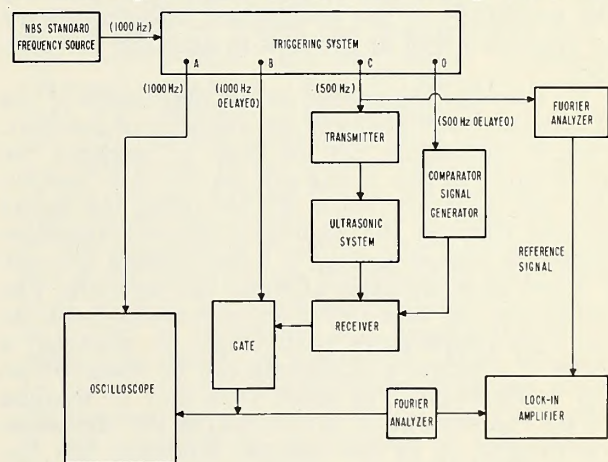 NBS STANDARD
FREQUENCY SOURCE
(1000 Hz)
TRIGGERING SYSTEM
A
B
C
D
(1000 Hz)
(1000 Hz
DELAYED)
(500 Hz)
(500 Hz DELAYED)
FUORIER
ANALYZER
TRANSMITTER
COMPARATOR
SIGNAL
GENERATOR
ULTRASONIC
SYSTEM
REFERENCE
SIGNAL
GATE
RECEIVER
OSCILLOSCOPE
FOURIER
ANALYZER
LOCK-IN
AMPLIFIER